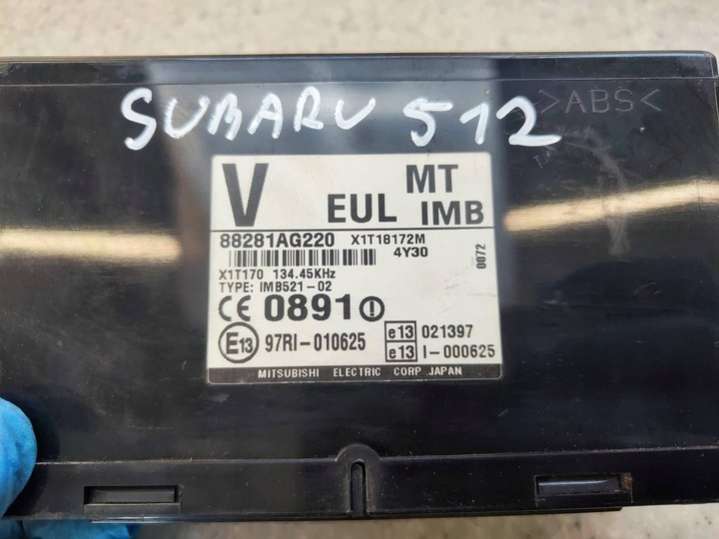 SUBARU 512
>ABS<
V EUL MT
IMB
88281AG220 X1T18172M
4Y30
0072
X1T170 134.45KHz
TYPE: IMB521-02
CE 0891
E13 97RI-010625
e13 021397
e13 I-000625
MITSUBISHI ELECTRIC CORP.JAPAN